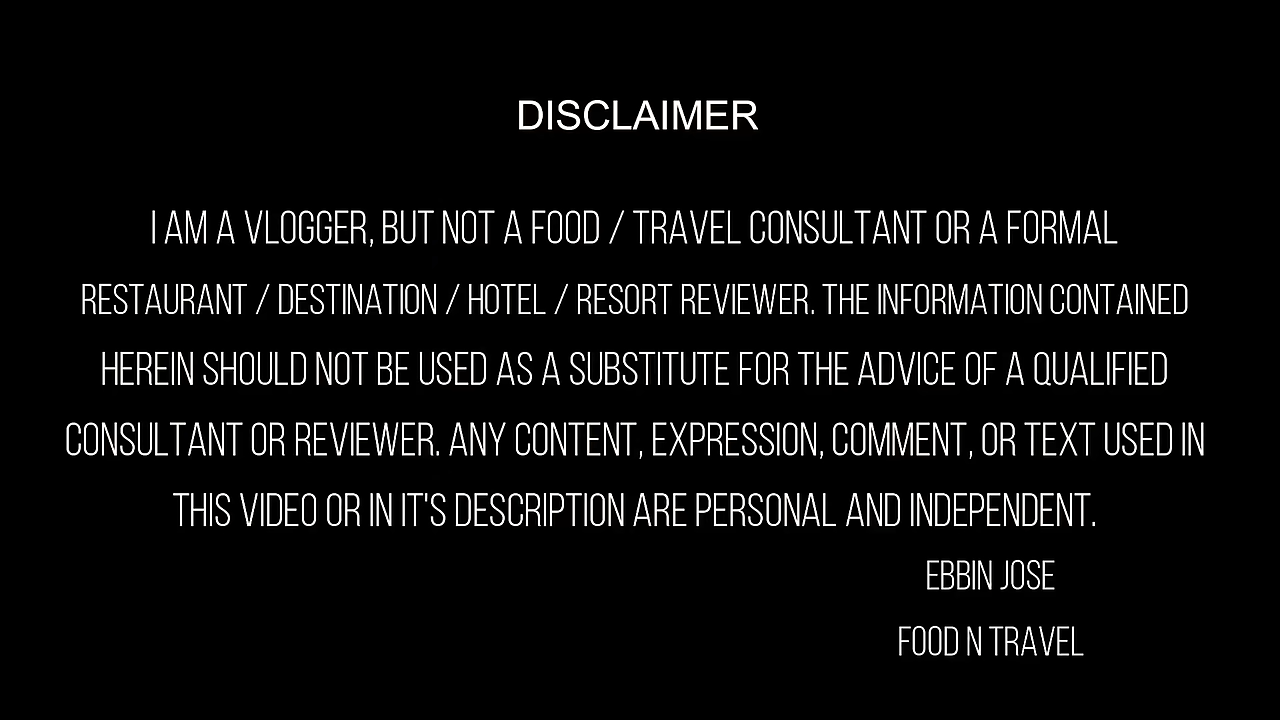 DISCLAIMER
I AM A VLOGGER, BUT NOT A FOOD / TRAVEL CONSULTANT OR A FORMAL
RESTAURANT / DESTINATION / HOTEL / RESORT REVIEWER. THE INFORMATION CONTAINED
HEREIN SHOULD NOT BE USED AS A SUBSTITUTE FOR THE ADVICE OF A QUALIFIED
CONSULTANT OR REVIEWER. ANY CONTENT, EXPRESSION, COMMENT, OR TEXT USED IN
THIS VIDEO OR IN IT'S DESCRIPTION ARE PERSONAL AND INDEPENDENT.
EBBIN JOSE
FOOD N TRAVEL